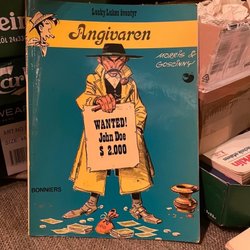 Lucky Lukes äventyr
Angivaren
MORRIS &
GOSCINNY
WANTED!
John Doe
$ 2.000
BONNIERS